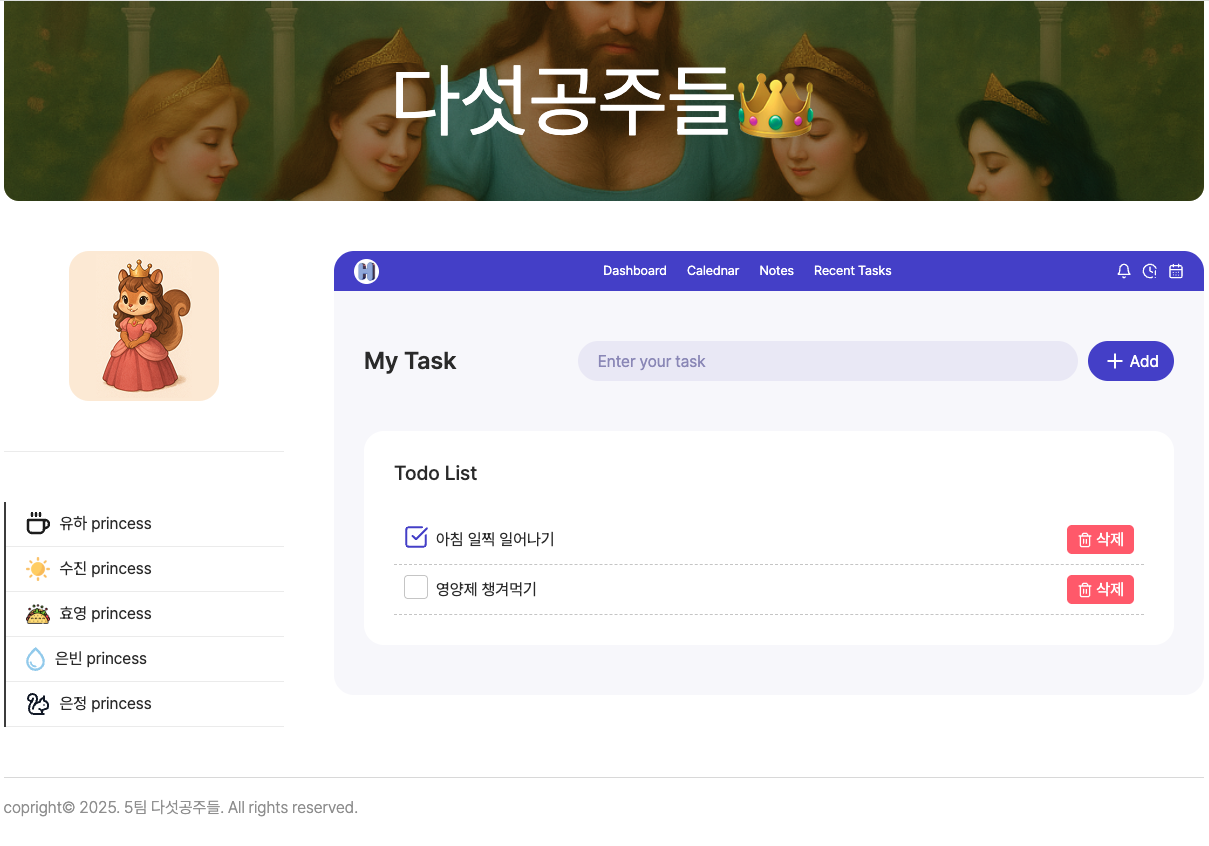 다섯공주들👑
Dashboard Calednar Notes Recent Tasks
My Task
Enter your task
Add
Todo List
아침 일찍 일어나기
삭제
영양제 챙겨먹기
삭제
유하 princess
수진 princess
효영 princess
은빈 princess
은정 princess
copright© 2025. 5팀 다섯공주들. All rights reserved.